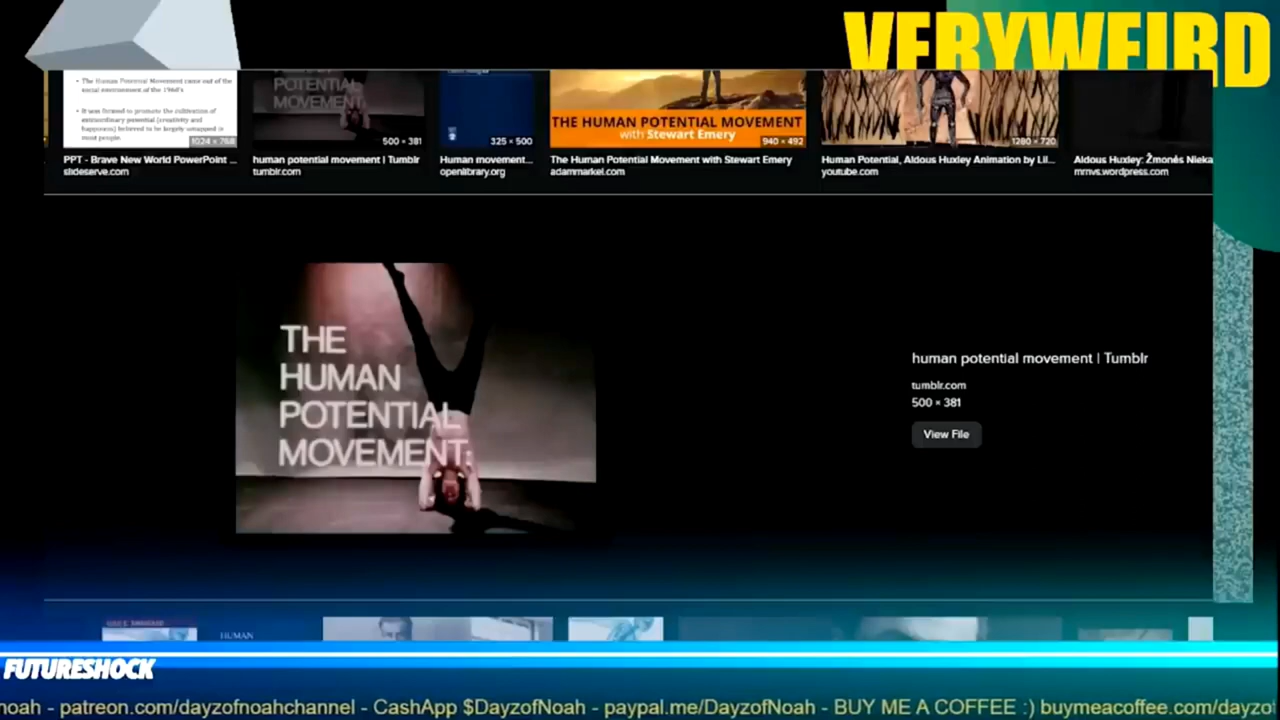 VERYWEIRD
• The Human Potential Movement came out of the
social environment of the 1960's
• It was formed to promote the cultivation of
extraordinary potential (creativity and
happiness) believed to be largely untapped in
most people.
1024 × 768
POTENTIAL
MOVEMENT
500 × 381
325 × 500
THE HUMAN POTENTIAL MOVEMENT
with Stewart Emery
940 × 492
1280 × 720
PPT - Brave New World PowerPoint ...
slideserve.com
human potential movement | Tumblr
tumblr.com
Human movement...
openlibrary.org
The Human Potential Movement with Stewart Emery
adammarkel.com
Human Potential, Aldous Huxley Animation by Lil...
youtube.com
Aldous Huxley: Žmonės Nieka
mrnvs.wordpress.com
THE
HUMAN
POTENTIAL
MOVEMENT:
human potential movement | Tumblr
tumblr.com
500 × 381
View File
HUMAN
FUTURESHOCK
noah - patreon.com/dayzofnoahchannel - CashApp $DayzofNoah - paypal.me/DayzofNoah - BUY ME A COFFEE :) buymeacoffee.com/dayzo